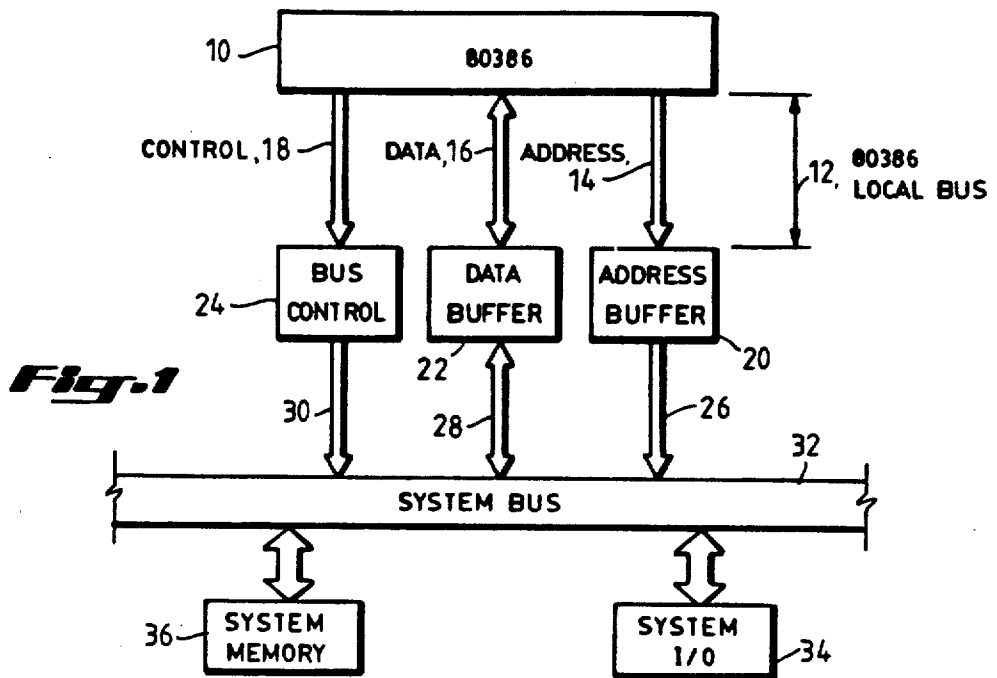 10
80386
CONTROL, 18
DATA, 16
ADDRESS,
14
12, 80386
LOCAL BUS
24
BUS
CONTROL
DATA
BUFFER
22
ADDRESS
BUFFER
20
Fig.1
30
28
26
32
SYSTEM BUS
36
SYSTEM
MEMORY
SYSTEM
I/O
34